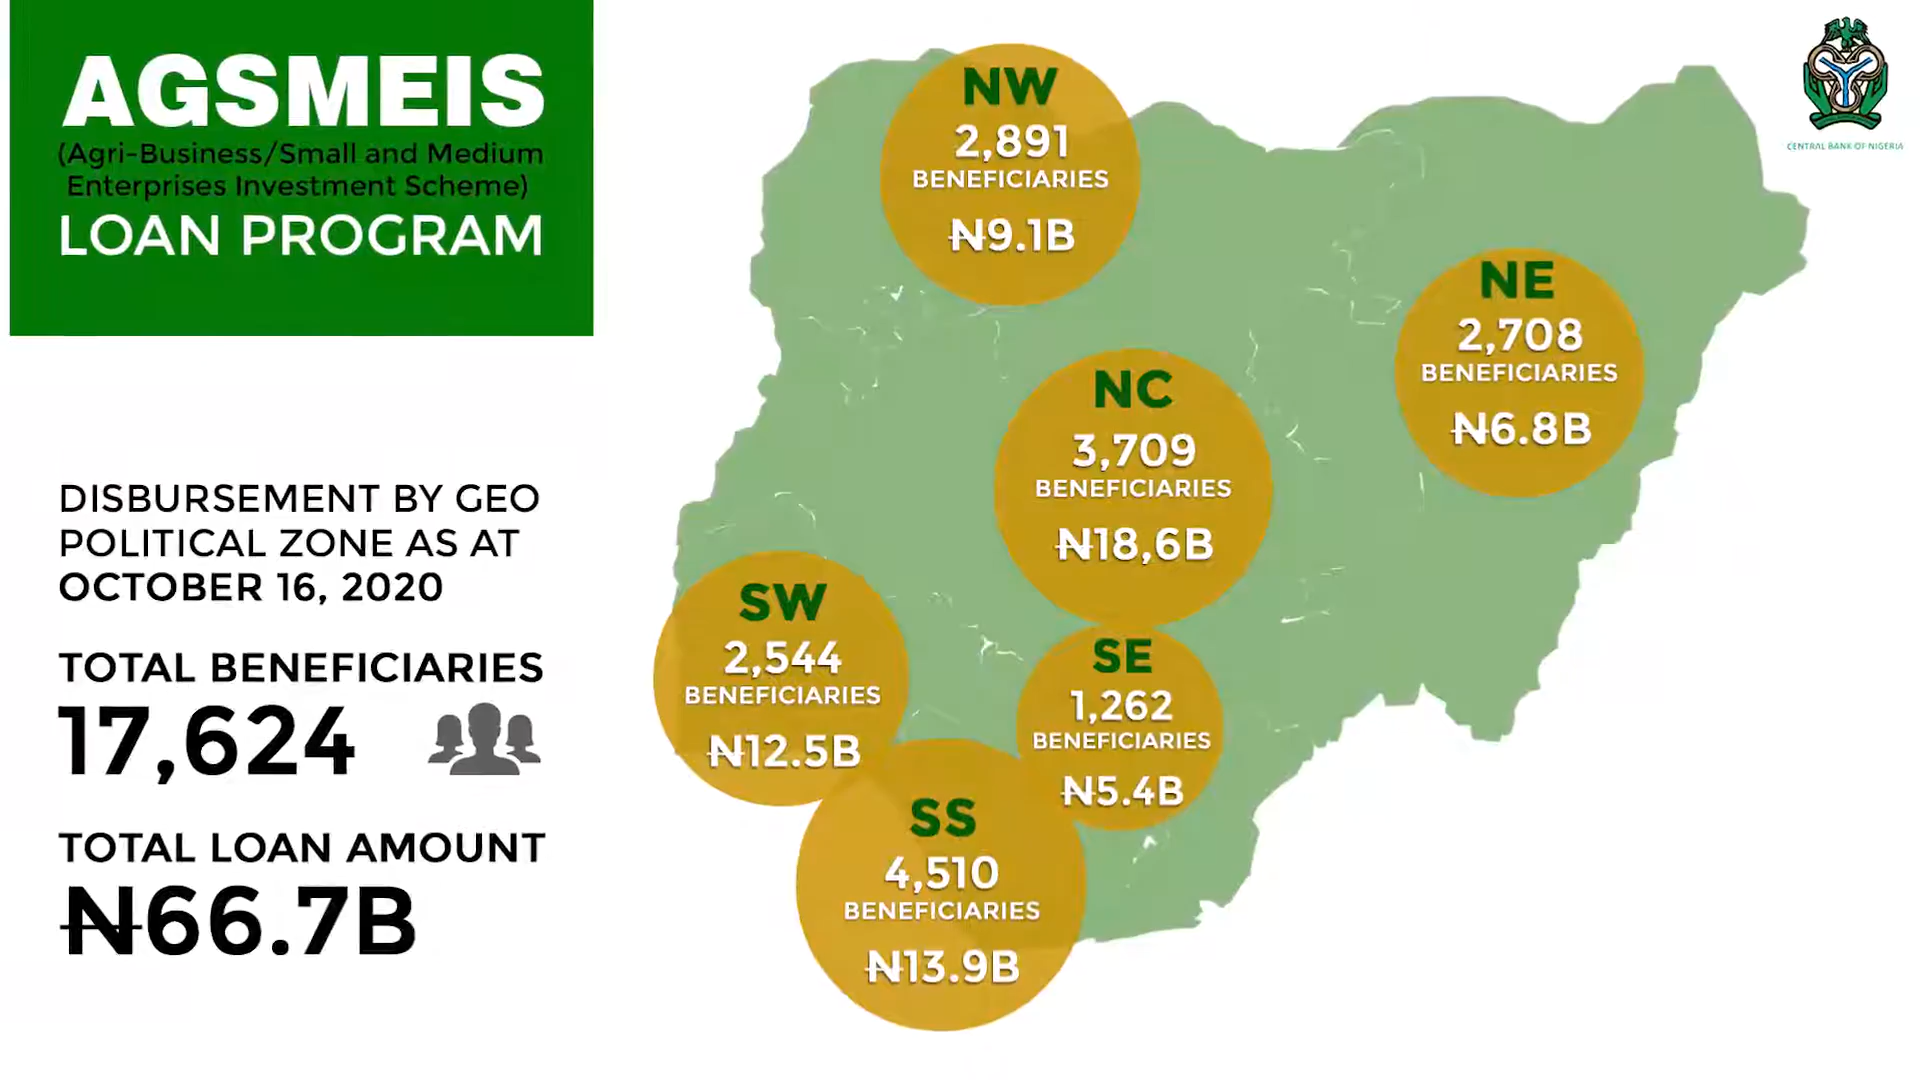 AGSMEIS
(Agri-Business/Small and Medium
Enterprises Investment Scheme)
LOAN PROGRAM
DISBURSEMENT BY GEO
POLITICAL ZONE AS AT
OCTOBER 16, 2020
TOTAL BENEFICIARIES
17,624
TOTAL LOAN AMOUNT
₦66.7B
NW
2,891
BENEFICIARIES
₦9.1B
NE
2,708
BENEFICIARIES
₦6.8B
NC
3,709
BENEFICIARIES
₦18,6B
SW
2,544
BENEFICIARIES
₦12.5B
SE
1,262
BENEFICIARIES
₦5.4B
SS
4,510
BENEFICIARIES
₦13.9B
CENTRAL BANK OF NIGERIA